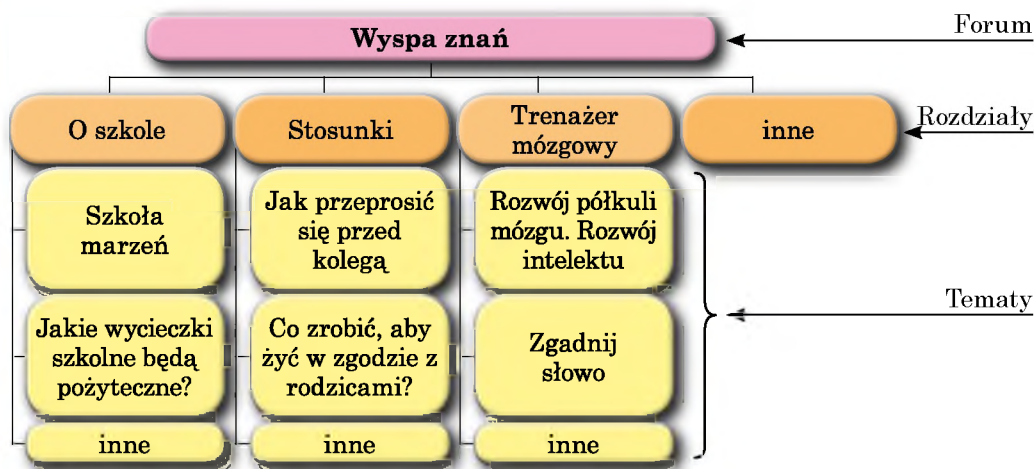 Wyspa znań
Forum
O szkole
Stosunki
Trenażer
mózgowy
inne
Rozdziały
Szkoła
marzeń
Jak przeprosić
się przed
kolegą
Rozwój półkuli
mózgu. Rozwój
intelektu
Tematy
Jakie wycieczki
szkolne będą
pożyteczne?
Co zrobić, aby
żyć w zgodzie z
rodzicami?
Zgadnij
słowo
inne
inne
inne